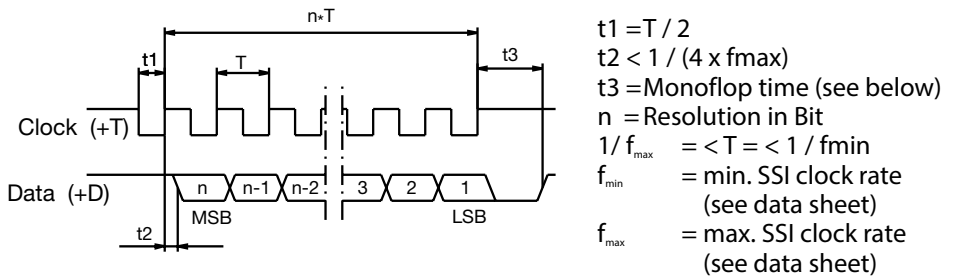 n*T
t1
T
t3
Clock (+T)
Data (+D)
n
n-1
n-2
3
2
1
MSB
LSB
t2
t1 =T / 2
t2 < 1 / (4 x fmax)
t3 =Monoflop time (see below)
n = Resolution in Bit
1/ fmax = < T = < 1 / fmin
fmin = min. SSI clock rate
(see data sheet)
fmax = max. SSI clock rate
(see data sheet)